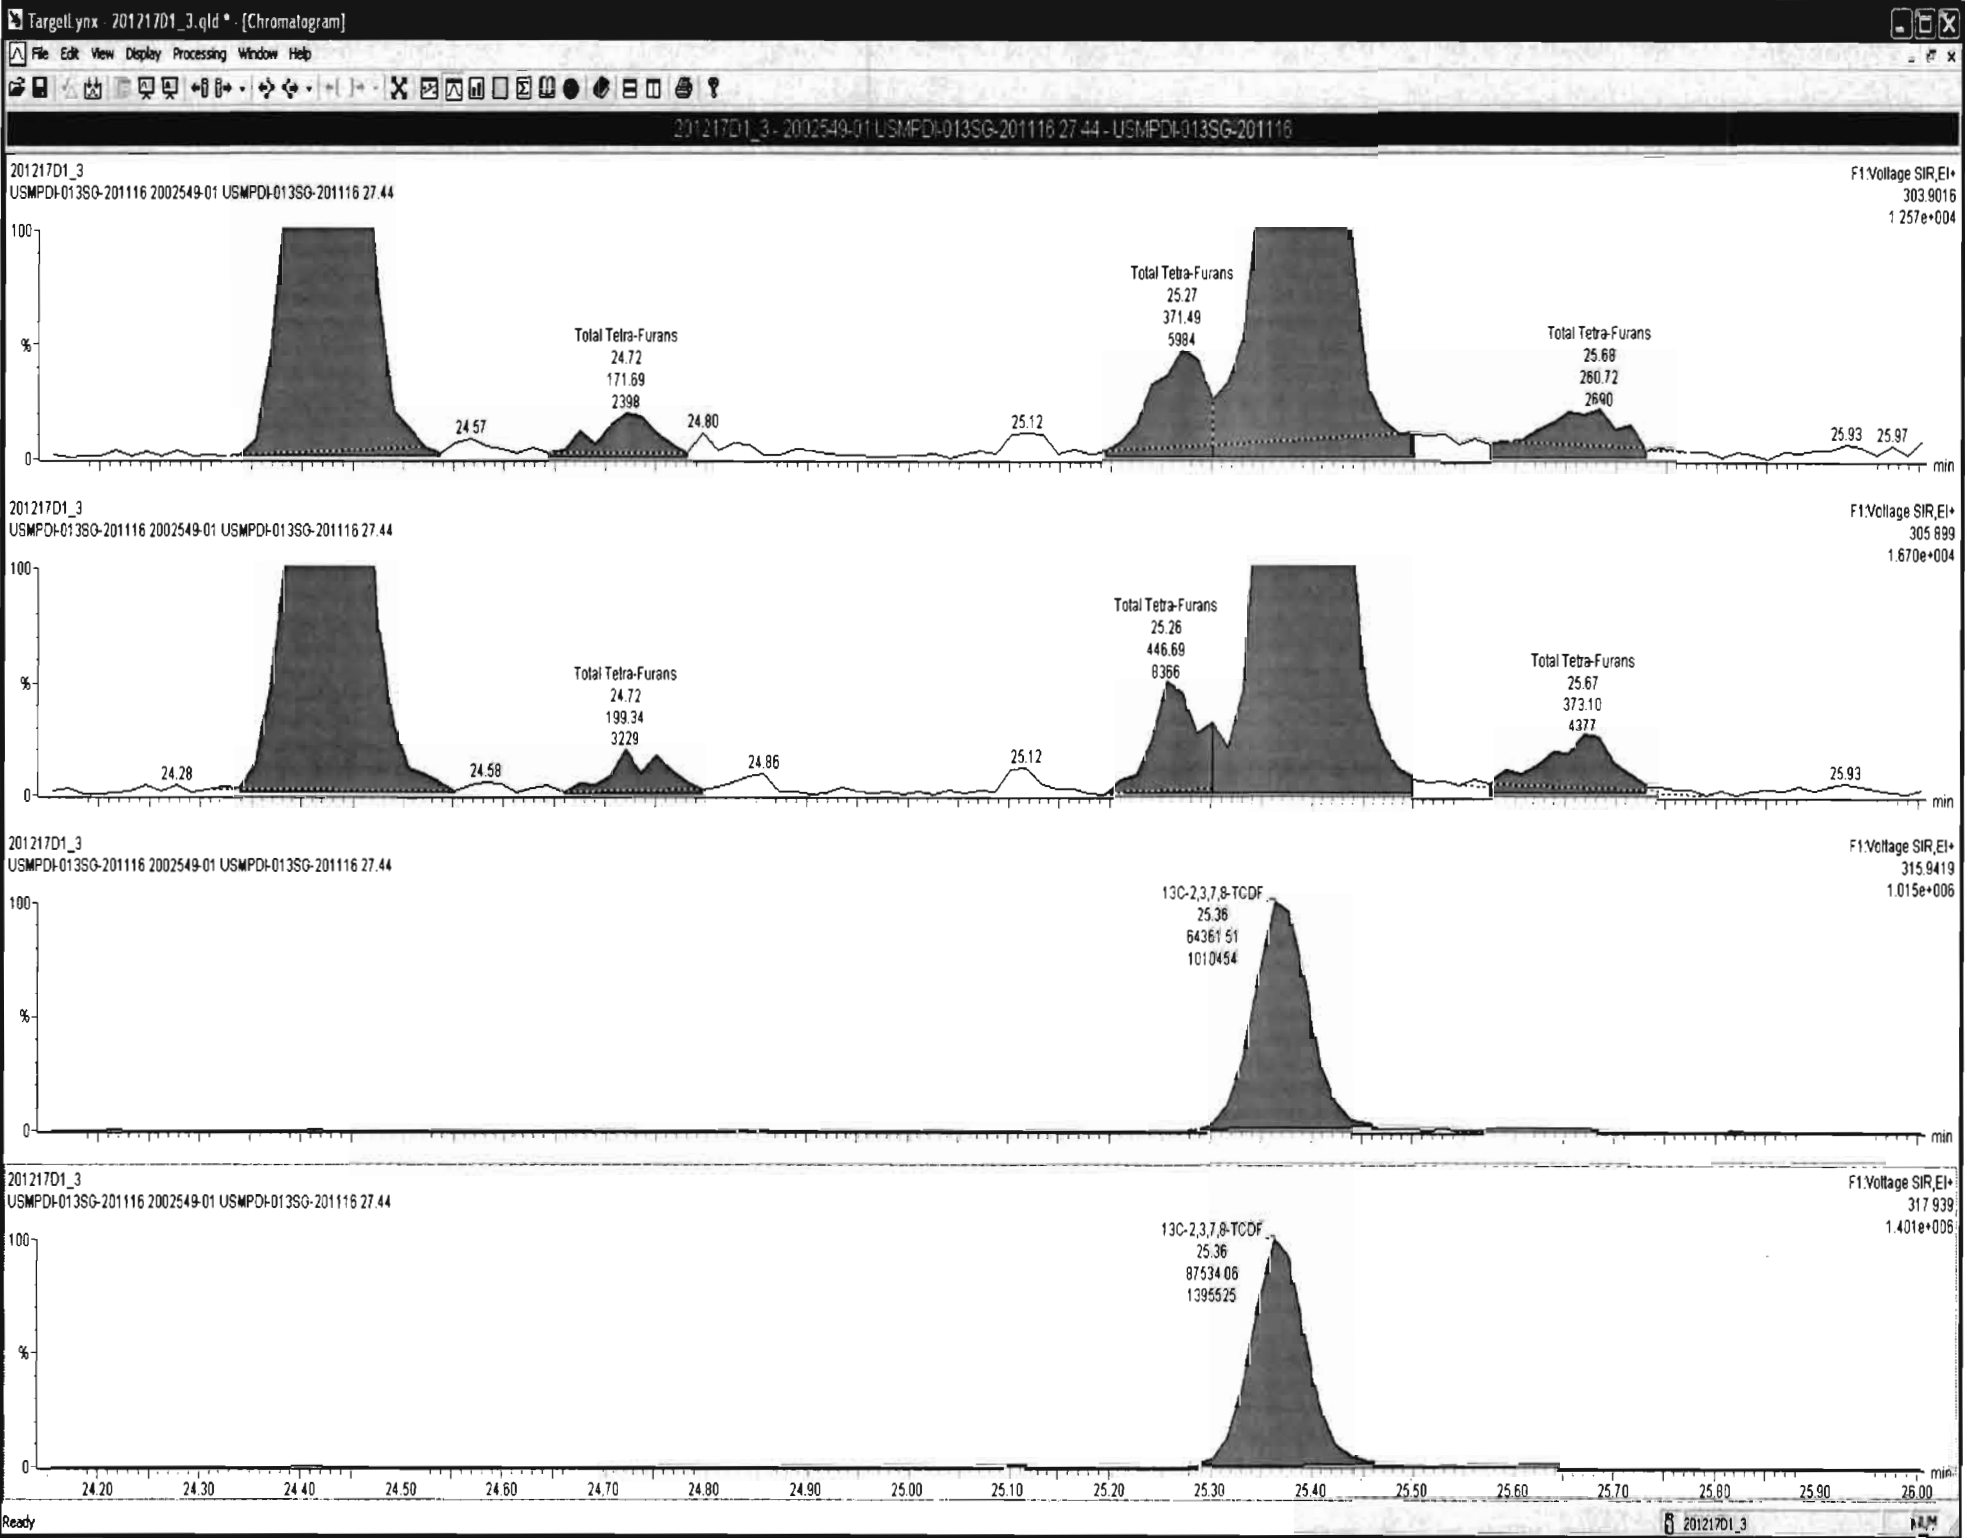 TargetLynx - 201217D1_3.qld * - [Chromatogram]
File Edit View Display Processing Window Help
201217D1_3 - 2002549-01 USMPDI-013SG-201116 27.44 - USMPDI-013SG-201116
201217D1_3
USMPDI-013SG-201116 2002549-01 USMPDI-013SG-201116 27.44
F1:Voltage SIR,EI+
303.9016
1.257e+004
100
%
0
Total Tetra-Furans
24.72
171.69
2398
24.57
24.80
25.12
Total Tetra-Furans
25.27
371.49
5984
Total Tetra-Furans
25.68
260.72
2690
25.93
25.97
min
201217D1_3
USMPDI-013SG-201116 2002549-01 USMPDI-013SG-201116 27.44
F1:Voltage SIR,EI+
305.899
1.670e+004
100
%
0
24.28
24.58
Total Tetra-Furans
24.72
199.34
3229
24.86
25.12
Total Tetra-Furans
25.26
446.69
8366
Total Tetra-Furans
25.67
373.10
4377
25.93
min
201217D1_3
USMPDI-013SG-201116 2002549-01 USMPDI-013SG-201116 27.44
F1:Voltage SIR,EI+
315.9419
1.015e+006
100
%
0
13C-2,3,7,8-TCDF
25.36
64361.51
1010454
min
201217D1_3
USMPDI-013SG-201116 2002549-01 USMPDI-013SG-201116 27.44
F1:Voltage SIR,EI+
317.939
1.401e+006
100
%
0
13C-2,3,7,8-TCDF
25.36
87534.06
1395525
min
24.20 24.30 24.40 24.50 24.60 24.70 24.80 24.90 25.00 25.10 25.20 25.30 25.40 25.50 25.60 25.70 25.80 25.90 26.00
Ready
201217D1_3
NUM